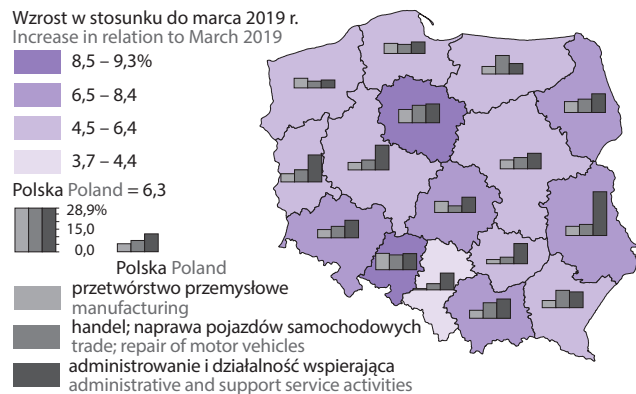 Wzrost w stosunku do marca 2019 r.
Increase in relation to March 2019
8,5 – 9,3%
6,5 – 8,4
4,5 – 6,4
3,7 – 4,4
Polska Poland = 6,3
28,9%
15,0
0,0
Polska Poland
przetwórstwo przemysłowe
manufacturing
handel; naprawa pojazdów samochodowych
trade; repair of motor vehicles
administrowanie i działalność wspierająca
administrative and support service activities